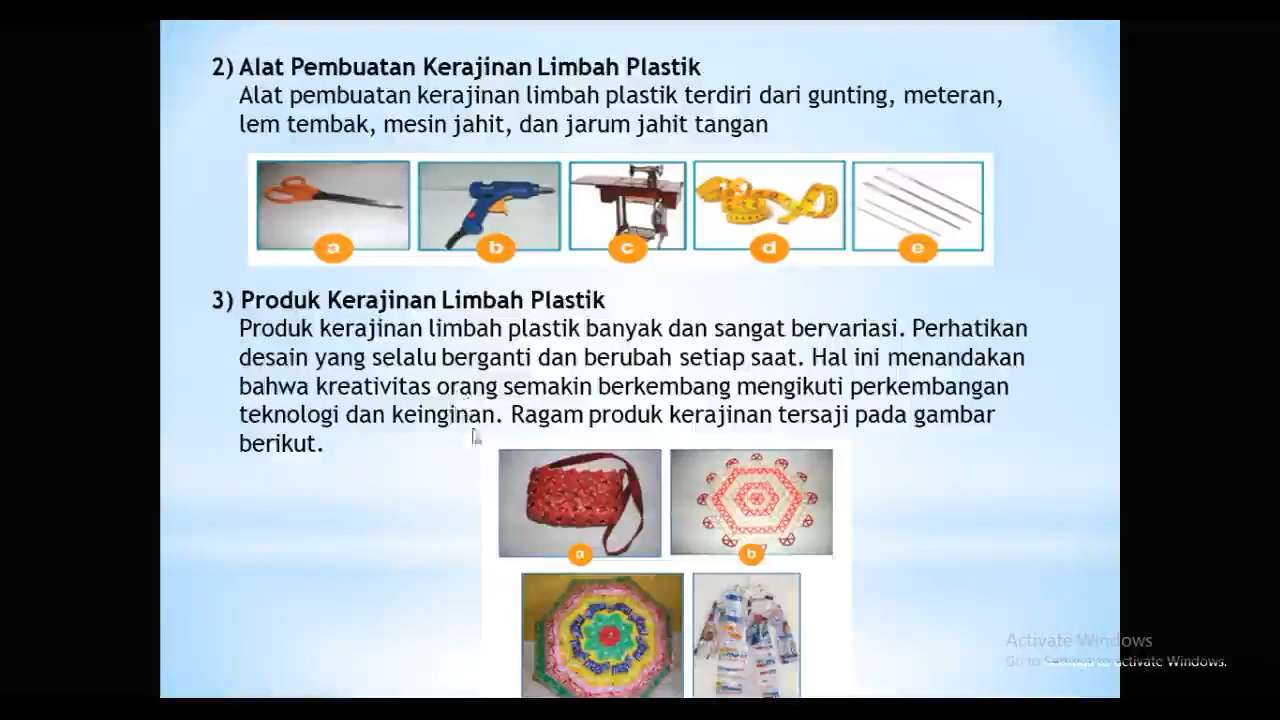 2) Alat Pembuatan Kerajinan Limbah Plastik
Alat pembuatan kerajinan limbah plastik terdiri dari gunting, meteran,
lem tembak, mesin jahit, dan jarum jahit tangan
a b c d e
3) Produk Kerajinan Limbah Plastik
Produk kerajinan limbah plastik banyak dan sangat bervariasi. Perhatikan
desain yang selalu berganti dan berubah setiap saat. Hal ini menandakan
bahwa kreativitas orang semakin berkembang mengikuti perkembangan
teknologi dan keinginan. Ragam produk kerajinan tersaji pada gambar
berikut.
a b
Activate Windows
Go to Settings to activate Windows.